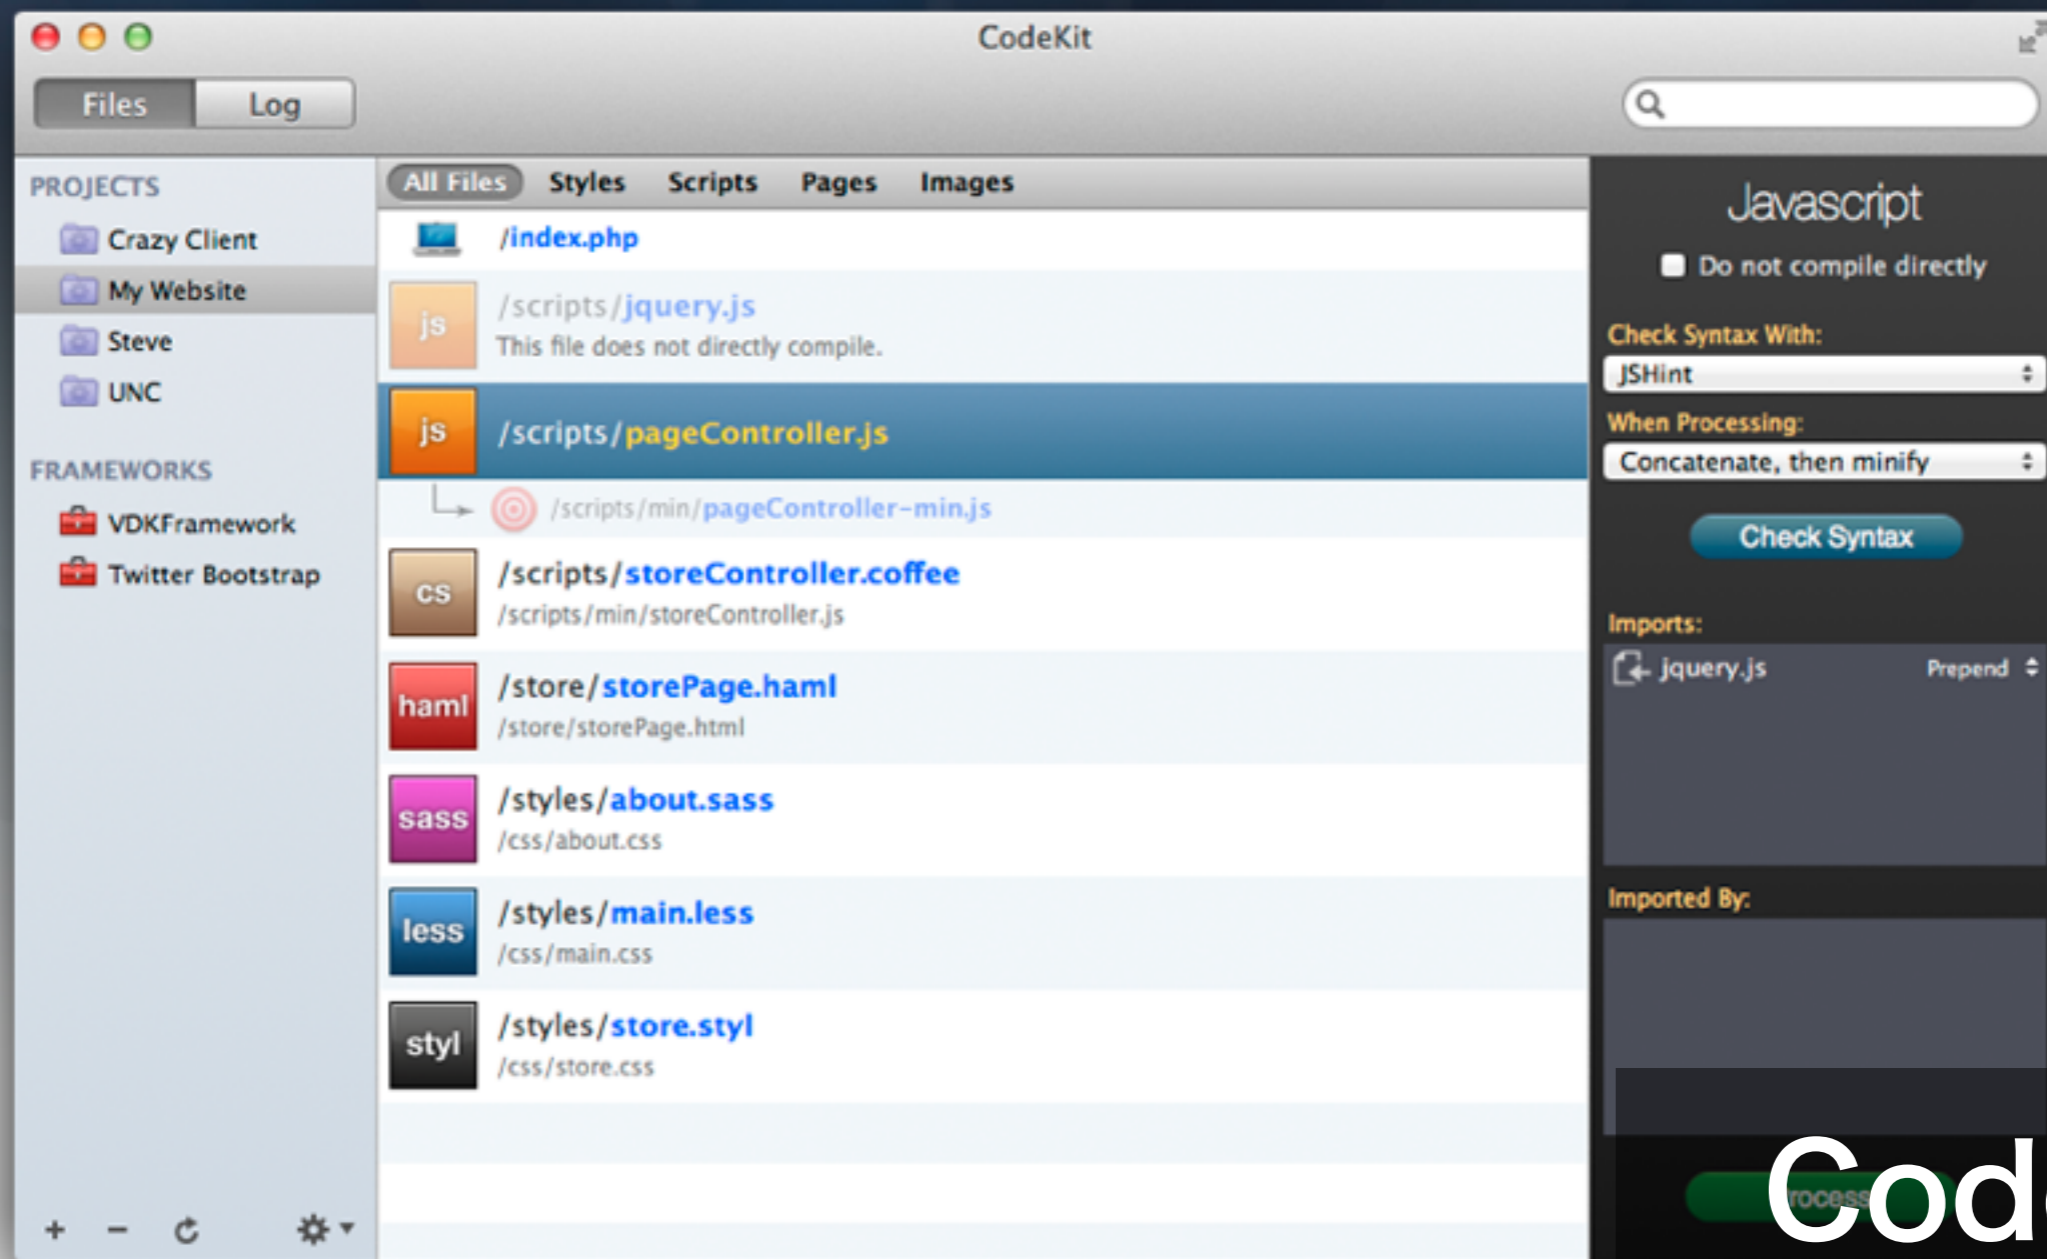 CodeKit
Files
Log
PROJECTS
Crazy Client
My Website
Steve
UNC
FRAMEWORKS
VDKFramework
Twitter Bootstrap
All Files Styles Scripts Pages Images
/index.php
js
/scripts/jquery.js
This file does not directly compile.
js
/scripts/pageController.js
/scripts/min/pageController-min.js
cs
/scripts/storeController.coffee
/scripts/min/storeController.js
haml
/store/storePage.haml
/store/storePage.html
sass
/styles/about.sass
/css/about.css
less
/styles/main.less
/css/main.css
styl
/styles/store.styl
/css/store.css
Javascript
Do not compile directly
Check Syntax With:
JSHint
When Processing:
Concatenate, then minify
Check Syntax
Imports:
jquery.js Prepend
Imported By: